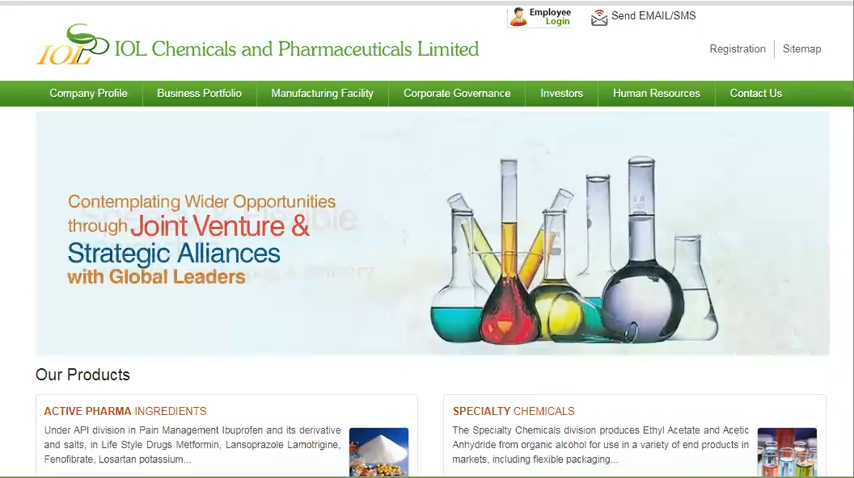 Employee
Login
Send EMAIL/SMS
IOL
IOL Chemicals and Pharmaceuticals Limited
Registration
Sitemap
Company Profile
Business Portfolio
Manufacturing Facility
Corporate Governance
Investors
Human Resources
Contact Us
Contemplating Wider Opportunities
through Joint Venture &
Strategic Alliances
with Global Leaders
Our Products
ACTIVE PHARMA INGREDIENTS
Under API division in Pain Management Ibuprofen and its derivative
and salts, in Life Style Drugs Metformin, Lansoprazole Lamotrigine,
Fenofibrate, Losartan potassium...
SPECIALTY CHEMICALS
The Specialty Chemicals division produces Ethyl Acetate and Acetic
Anhydride from organic alcohol for use in a variety of end products in
markets, including flexible packaging...